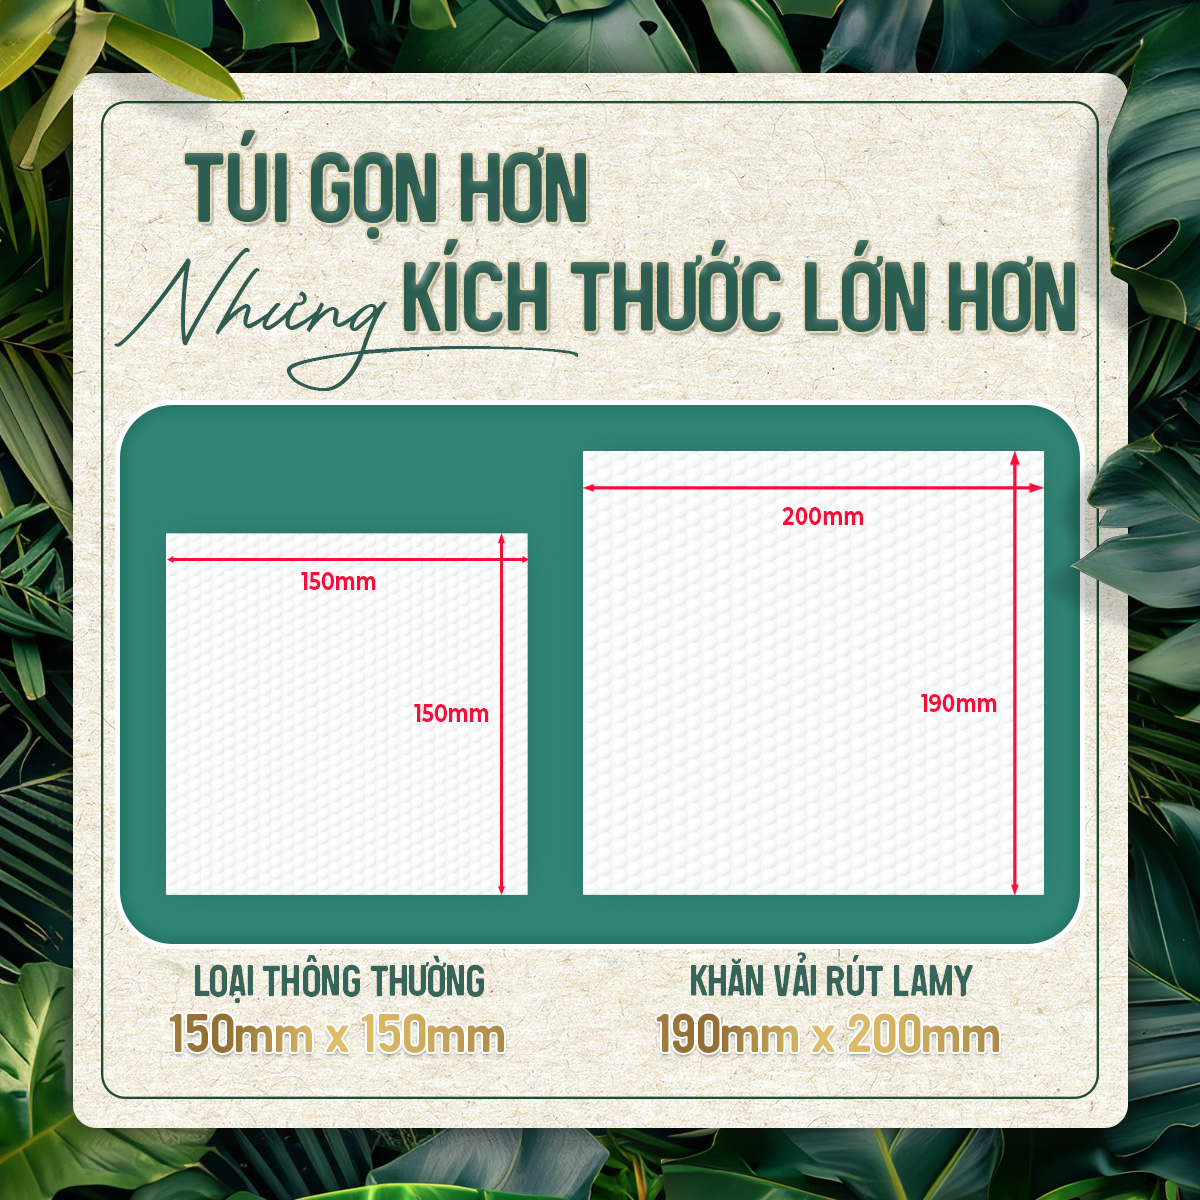 TÚI GỌN HƠN
Nhưng KÍCH THƯỚC LỚN HƠN
200mm
150mm
190mm
150mm
LOẠI THÔNG THƯỜNG
150mm x 150mm
KHĂN VẢI RÚT LAMY
190mm x 200mm